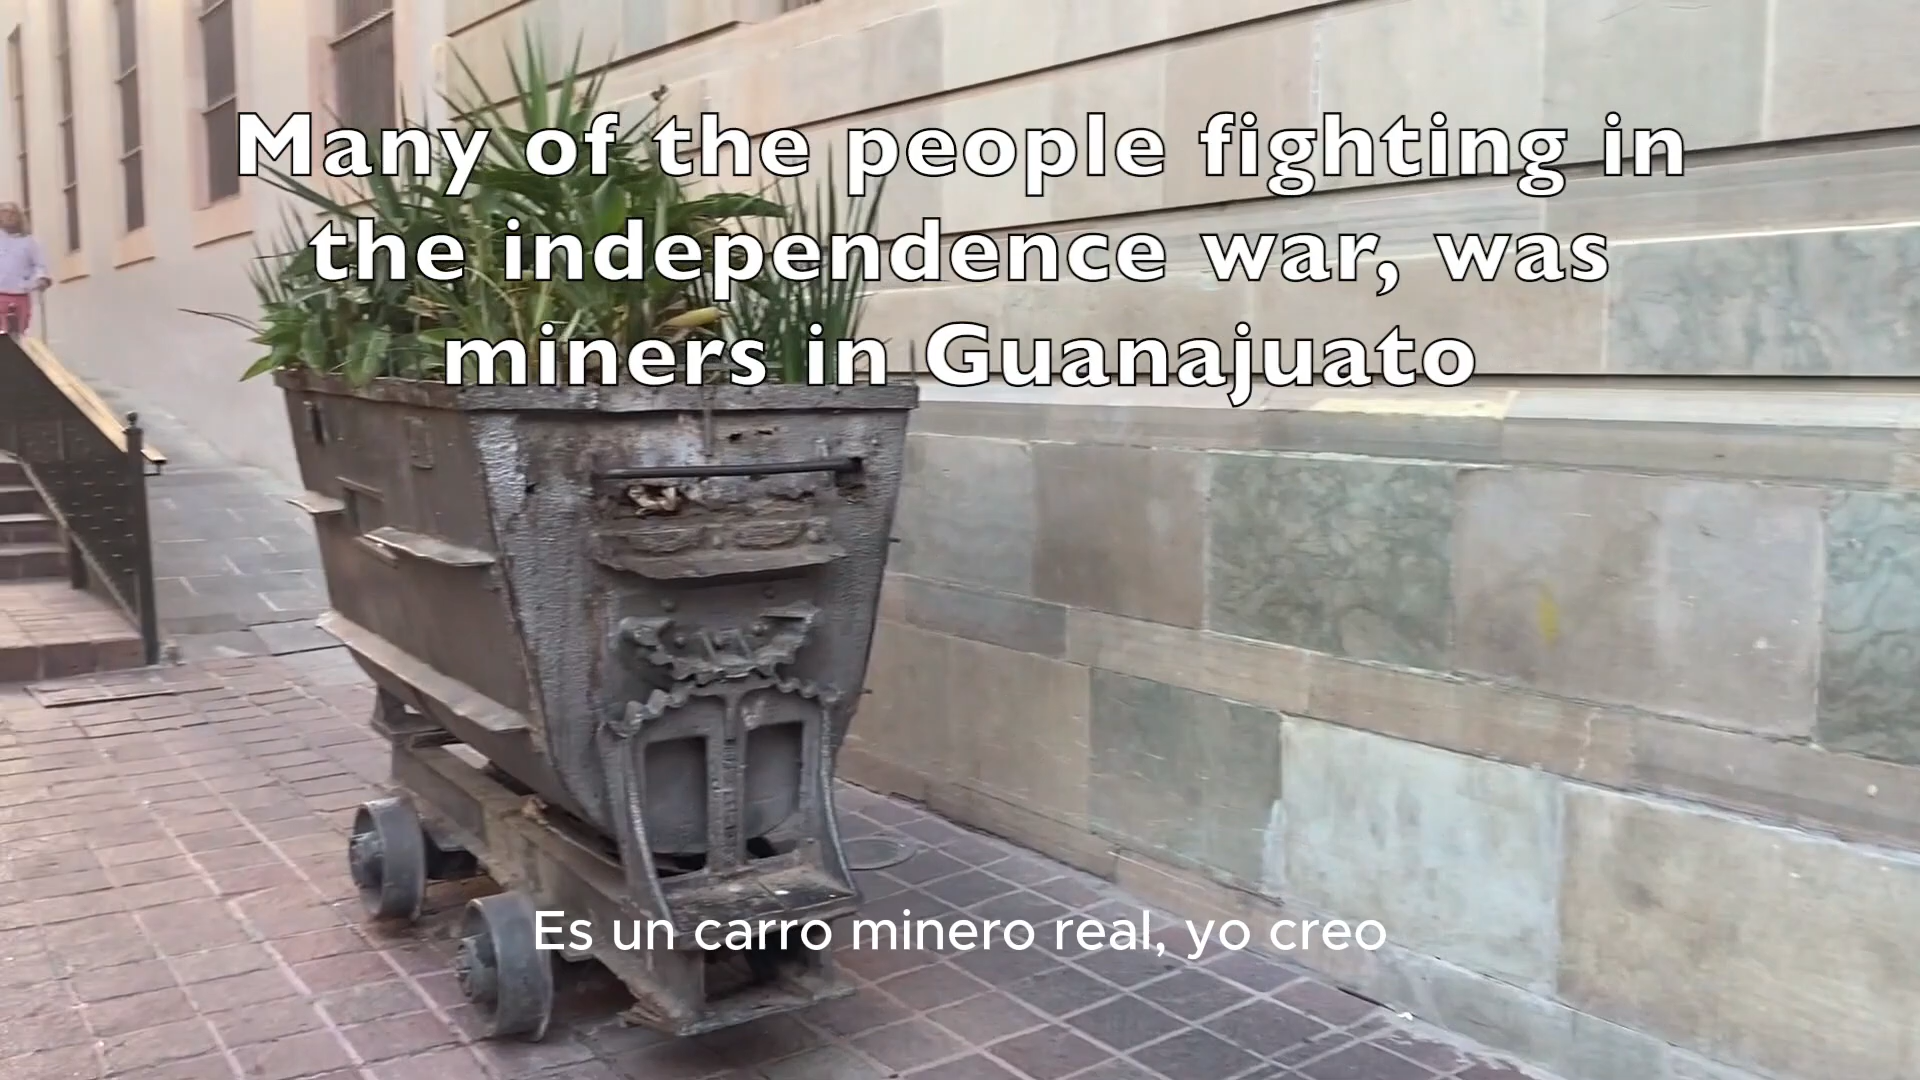 Many of the people fighting in
the independence war, was
miners in Guanajuato
Es un carro minero real, yo creo